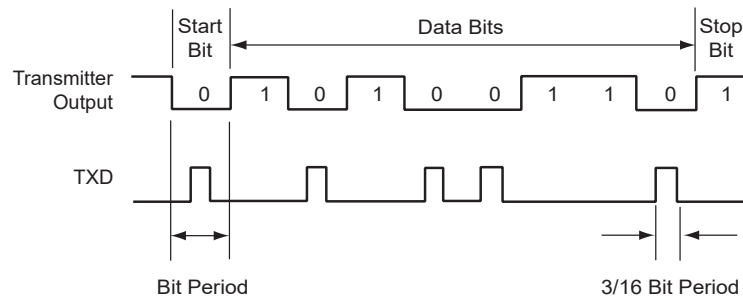 Start Bit
Data Bits
Stop Bit
Transmitter Output
0 1 0 1 0 0 1 1 0 1
TXD
Bit Period
3/16 Bit Period